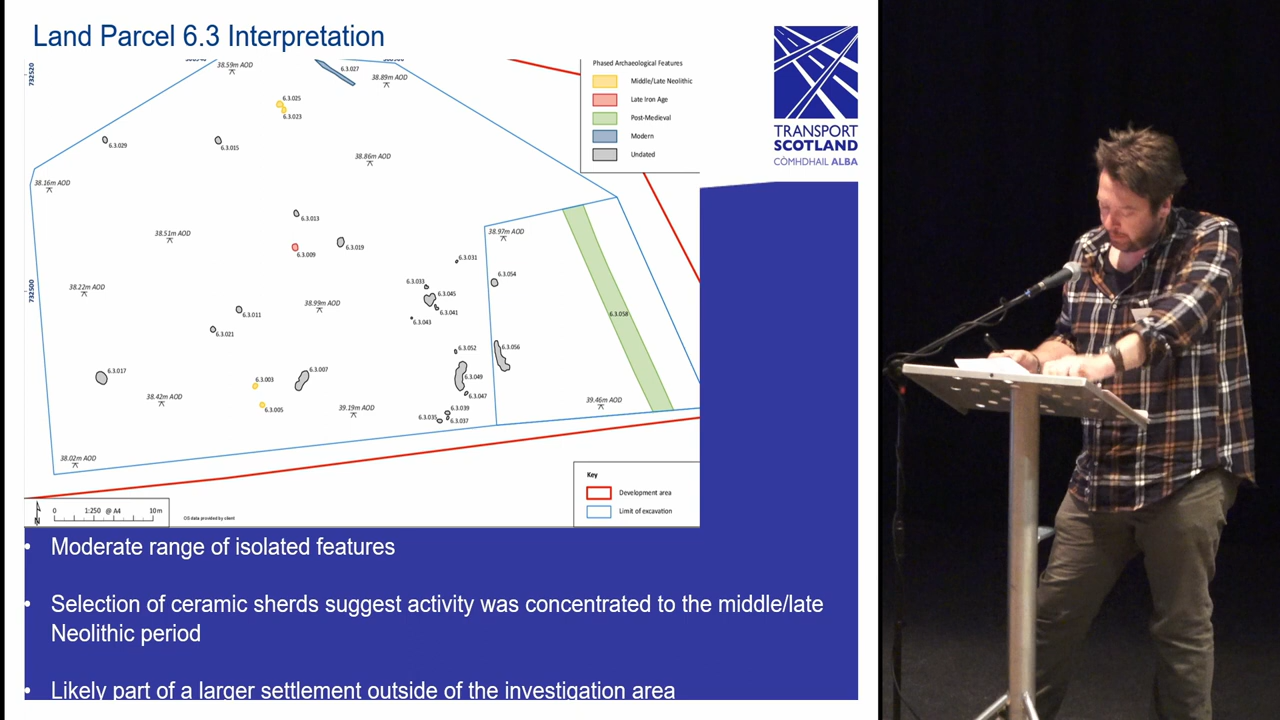 Land Parcel 6.3 Interpretation
TRANSPORT
SCOTLAND
CÒMHDHAIL ALBA
Phased Archaeological Features
Middle/Late Neolithic
Late Iron Age
Post-Medieval
Modern
Undated
732520
38.59m AOD
6.3.027
38.89m AOD
6.3.025
6.3.023
6.3.029
6.3.015
38.86m AOD
38.16m AOD
6.3.013
38.51m AOD
6.3.009
6.3.019
38.97m AOD
6.3.031
6.3.054
6.3.033
6.3.045
6.3.041
6.3.043
732500
38.22m AOD
38.99m AOD
6.3.011
6.3.021
6.3.058
6.3.052
6.3.056
6.3.017
6.3.003
6.3.007
6.3.049
6.3.047
38.42m AOD
6.3.005
39.19m AOD
6.3.039
6.3.035
6.3.037
39.46m AOD
38.02m AOD
Key
Development area
Limit of excavation
N
0 1:250 @ A4 10m
OS data provided by client
• Moderate range of isolated features
• Selection of ceramic sherds suggest activity was concentrated to the middle/late
Neolithic period
• Likely part of a larger settlement outside of the investigation area